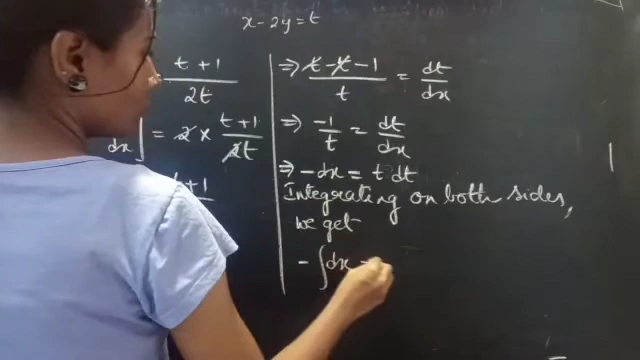 x - 2y = t
= t + 1 / 2t
dx ] = 2 × t + 1 / 2t
t + 1
⇒ t - t - 1 / t = dt / dx
⇒ -1 / t = dt / dx
⇒ - dx = t dt
Integrating on both sides,
we get
- ∫ dx =